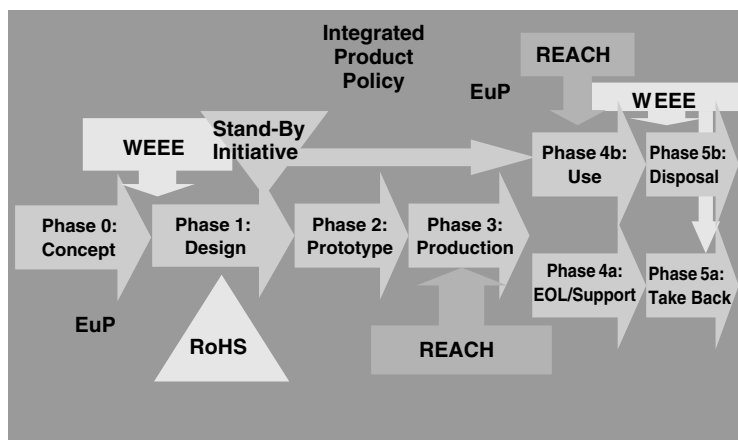 Integrated
Product
Policy
REACH
EuP
WEEE
WEEE
Stand-By
Initiative
Phase 4b:
Use
Phase 5b:
Disposal
Phase 0:
Concept
Phase 1:
Design
Phase 2:
Prototype
Phase 3:
Production
Phase 4a:
EOL/Support
Phase 5a:
Take Back
EuP
RoHS
REACH